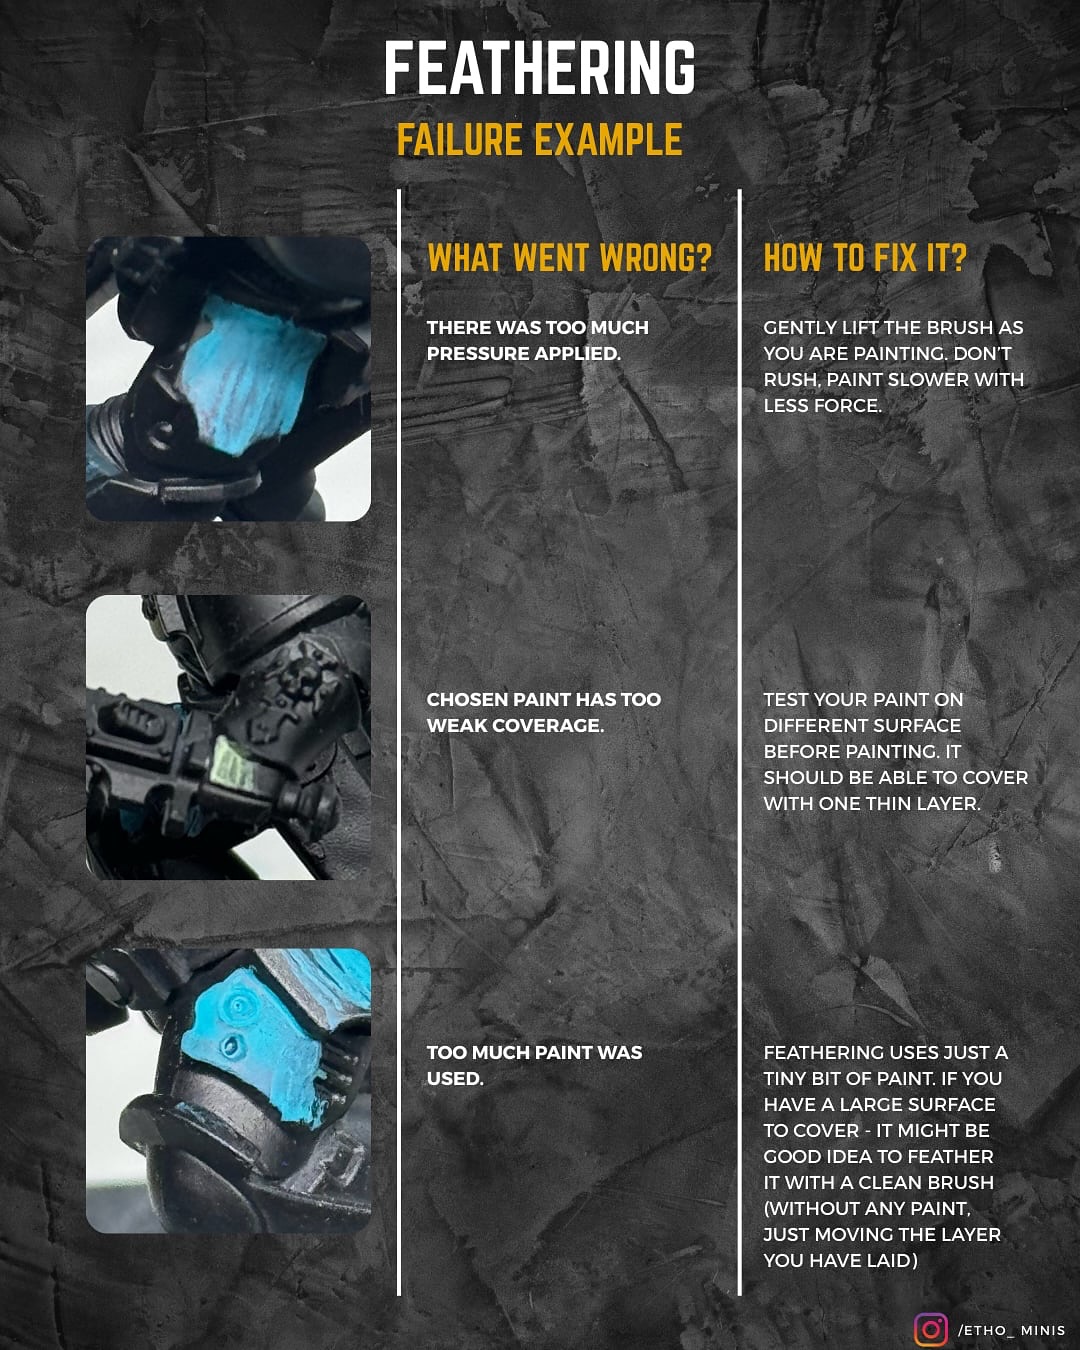 FEATHERING
FAILURE EXAMPLE
WHAT WENT WRONG?
HOW TO FIX IT?
THERE WAS TOO MUCH
PRESSURE APPLIED.
GENTLY LIFT THE BRUSH AS
YOU ARE PAINTING. DON'T
RUSH, PAINT SLOWER WITH
LESS FORCE.
CHOSEN PAINT HAS TOO
WEAK COVERAGE.
TEST YOUR PAINT ON
DIFFERENT SURFACE
BEFORE PAINTING. IT
SHOULD BE ABLE TO COVER
WITH ONE THIN LAYER.
TOO MUCH PAINT WAS
USED.
FEATHERING USES JUST A
TINY BIT OF PAINT. IF YOU
HAVE A LARGE SURFACE
TO COVER - IT MIGHT BE
GOOD IDEA TO FEATHER
IT WITH A CLEAN BRUSH
(WITHOUT ANY PAINT,
JUST MOVING THE LAYER
YOU HAVE LAID)
/ETHO_ MINIS